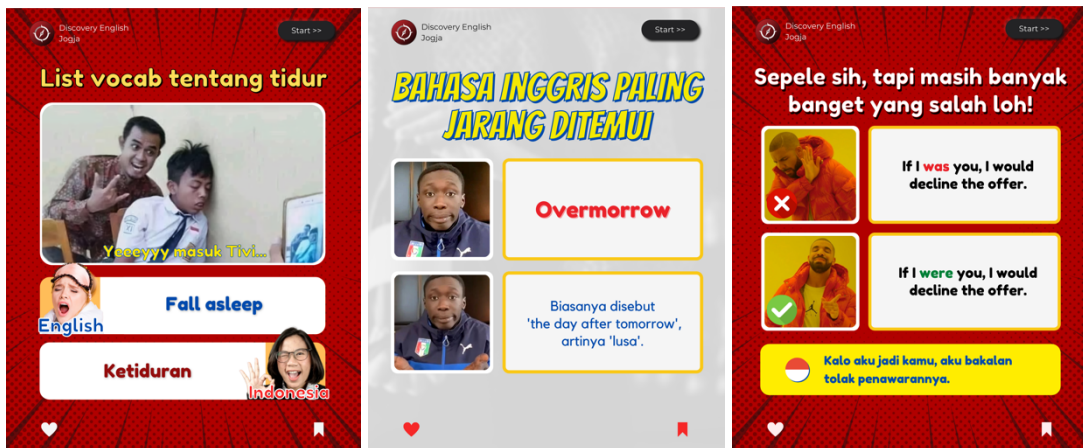 Discovery English
Jogja
Start >>
List vocab tentang tidur
Yeeeyyy masuk Tivi...
English
Fall asleep
Ketiduran
Indonesia
Discovery English
Jogja
Start >>
BAHASA INGGRIS PALING
JARANG DITEMUI
Overmorrow
Biasanya disebut
'the day after tomorrow',
artinya 'lusa'.
Discovery English
Jogja
Start >>
Sepele sih, tapi masih banyak
banget yang salah loh!
If I was you, I would
decline the offer.
If I were you, I would
decline the offer.
Kalo aku jadi kamu, aku bakalan
tolak penawarannya.